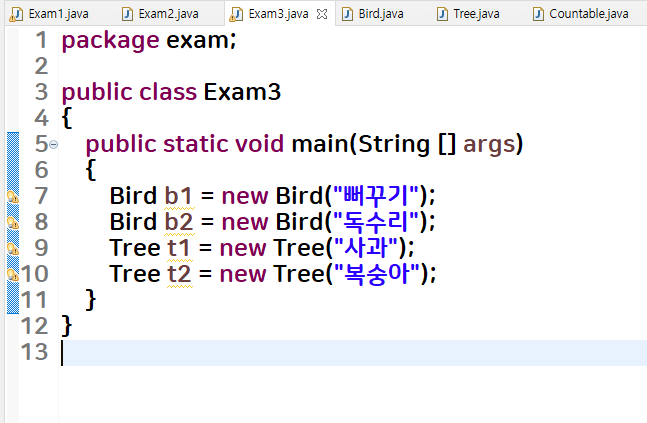 Exam1.java Exam2.java Exam3.java Bird.java Tree.java Countable.java
1 package exam;
2
3 public class Exam3
4 {
5 public static void main(String [] args)
6 {
7 Bird b1 = new Bird("뻐꾸기");
8 Bird b2 = new Bird("독수리");
9 Tree t1 = new Tree("사과");
10 Tree t2 = new Tree("복숭아");
11 }
12 }
13